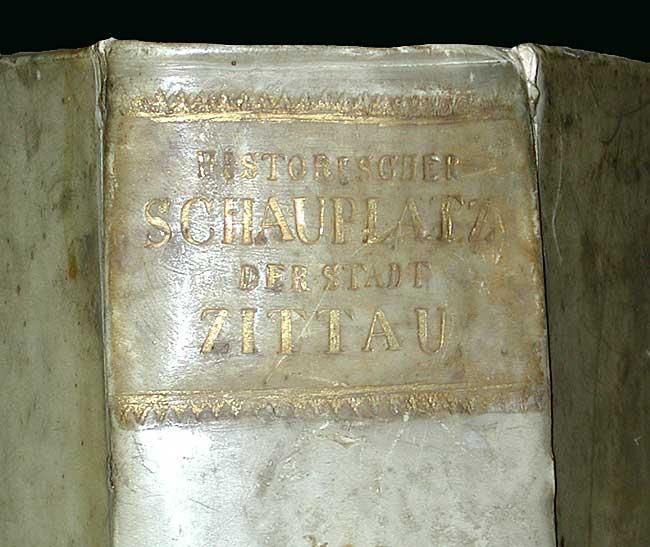 HISTORISCHER
SCHAUPLATZ
DER STADT
ZITTAU